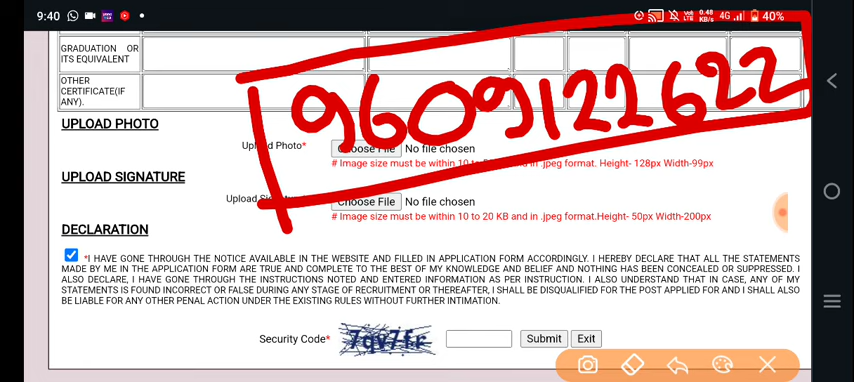 9:40 0.48 KB/s 4G 40%
GRADUATION OR
ITS EQUIVALENT
OTHER
CERTIFICATE(IF
ANY).
9609122622
UPLOAD PHOTO
Upload Photo* Choose File No file chosen
# Image size must be within 10 to and in .jpeg format. Height- 128px Width-99px
UPLOAD SIGNATURE
Upload Choose File No file chosen
# Image size must be within 10 to 20 KB and in .jpeg format.Height- 50px Width-200px
DECLARATION
*I HAVE GONE THROUGH THE NOTICE AVAILABLE IN THE WEBSITE AND FILLED IN APPLICATION FORM ACCORDINGLY. I HEREBY DECLARE THAT ALL THE STATEMENTS
MADE BY ME IN THE APPLICATION FORM ARE TRUE AND COMPLETE TO THE BEST OF MY KNOWLEDGE AND BELIEF AND NOTHING HAS BEEN CONCEALED OR SUPPRESSED. I
ALSO DECLARE, I HAVE GONE THROUGH THE INSTRUCTIONS NOTED AND ENTERED INFORMATION AS PER INSTRUCTION. I ALSO UNDERSTAND THAT IN CASE, ANY OF MY
STATEMENTS IS FOUND INCORRECT OR FALSE DURING ANY STAGE OF RECRUITMENT OR THEREAFTER, I SHALL BE DISQUALIFIED FOR THE POST APPLIED FOR AND I SHALL ALSO
BE LIABLE FOR ANY OTHER PENAL ACTION UNDER THE EXISTING RULES WITHOUT FURTHER INTIMATION.
Security Code* 7qv7fr Submit Exit